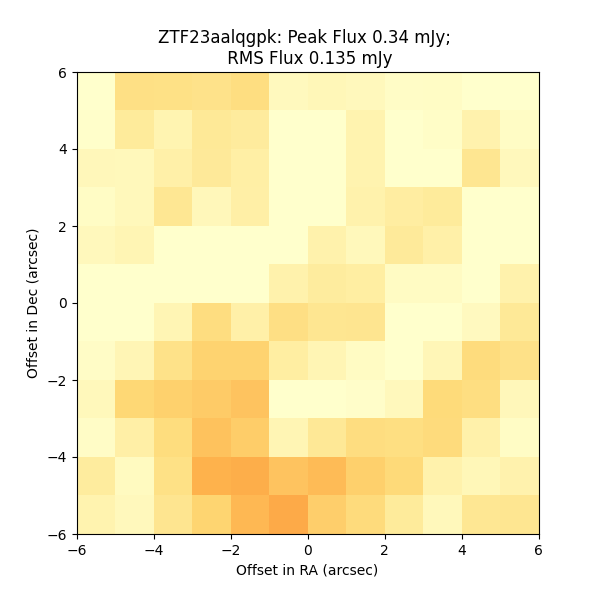 ZTF23aalqgpk: Peak Flux 0.34 mJy;
RMS Flux 0.135 mJy
6
4
2
0
−2
−4
−6
Offset in Dec (arcsec)
−6 −4 −2 0 2 4 6
Offset in RA (arcsec)